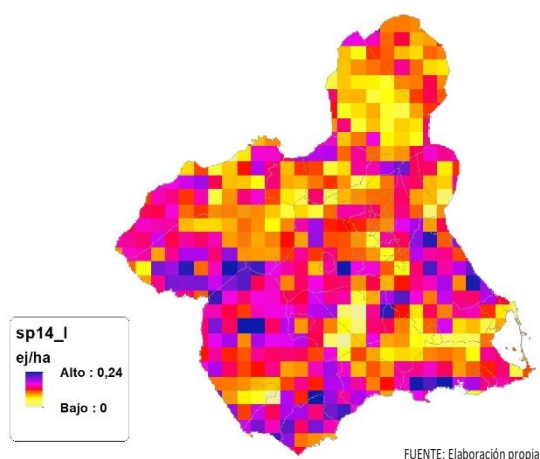 sp14_l
ej/ha
Alto : 0,24
Bajo : 0
FUENTE: Elaboración propia